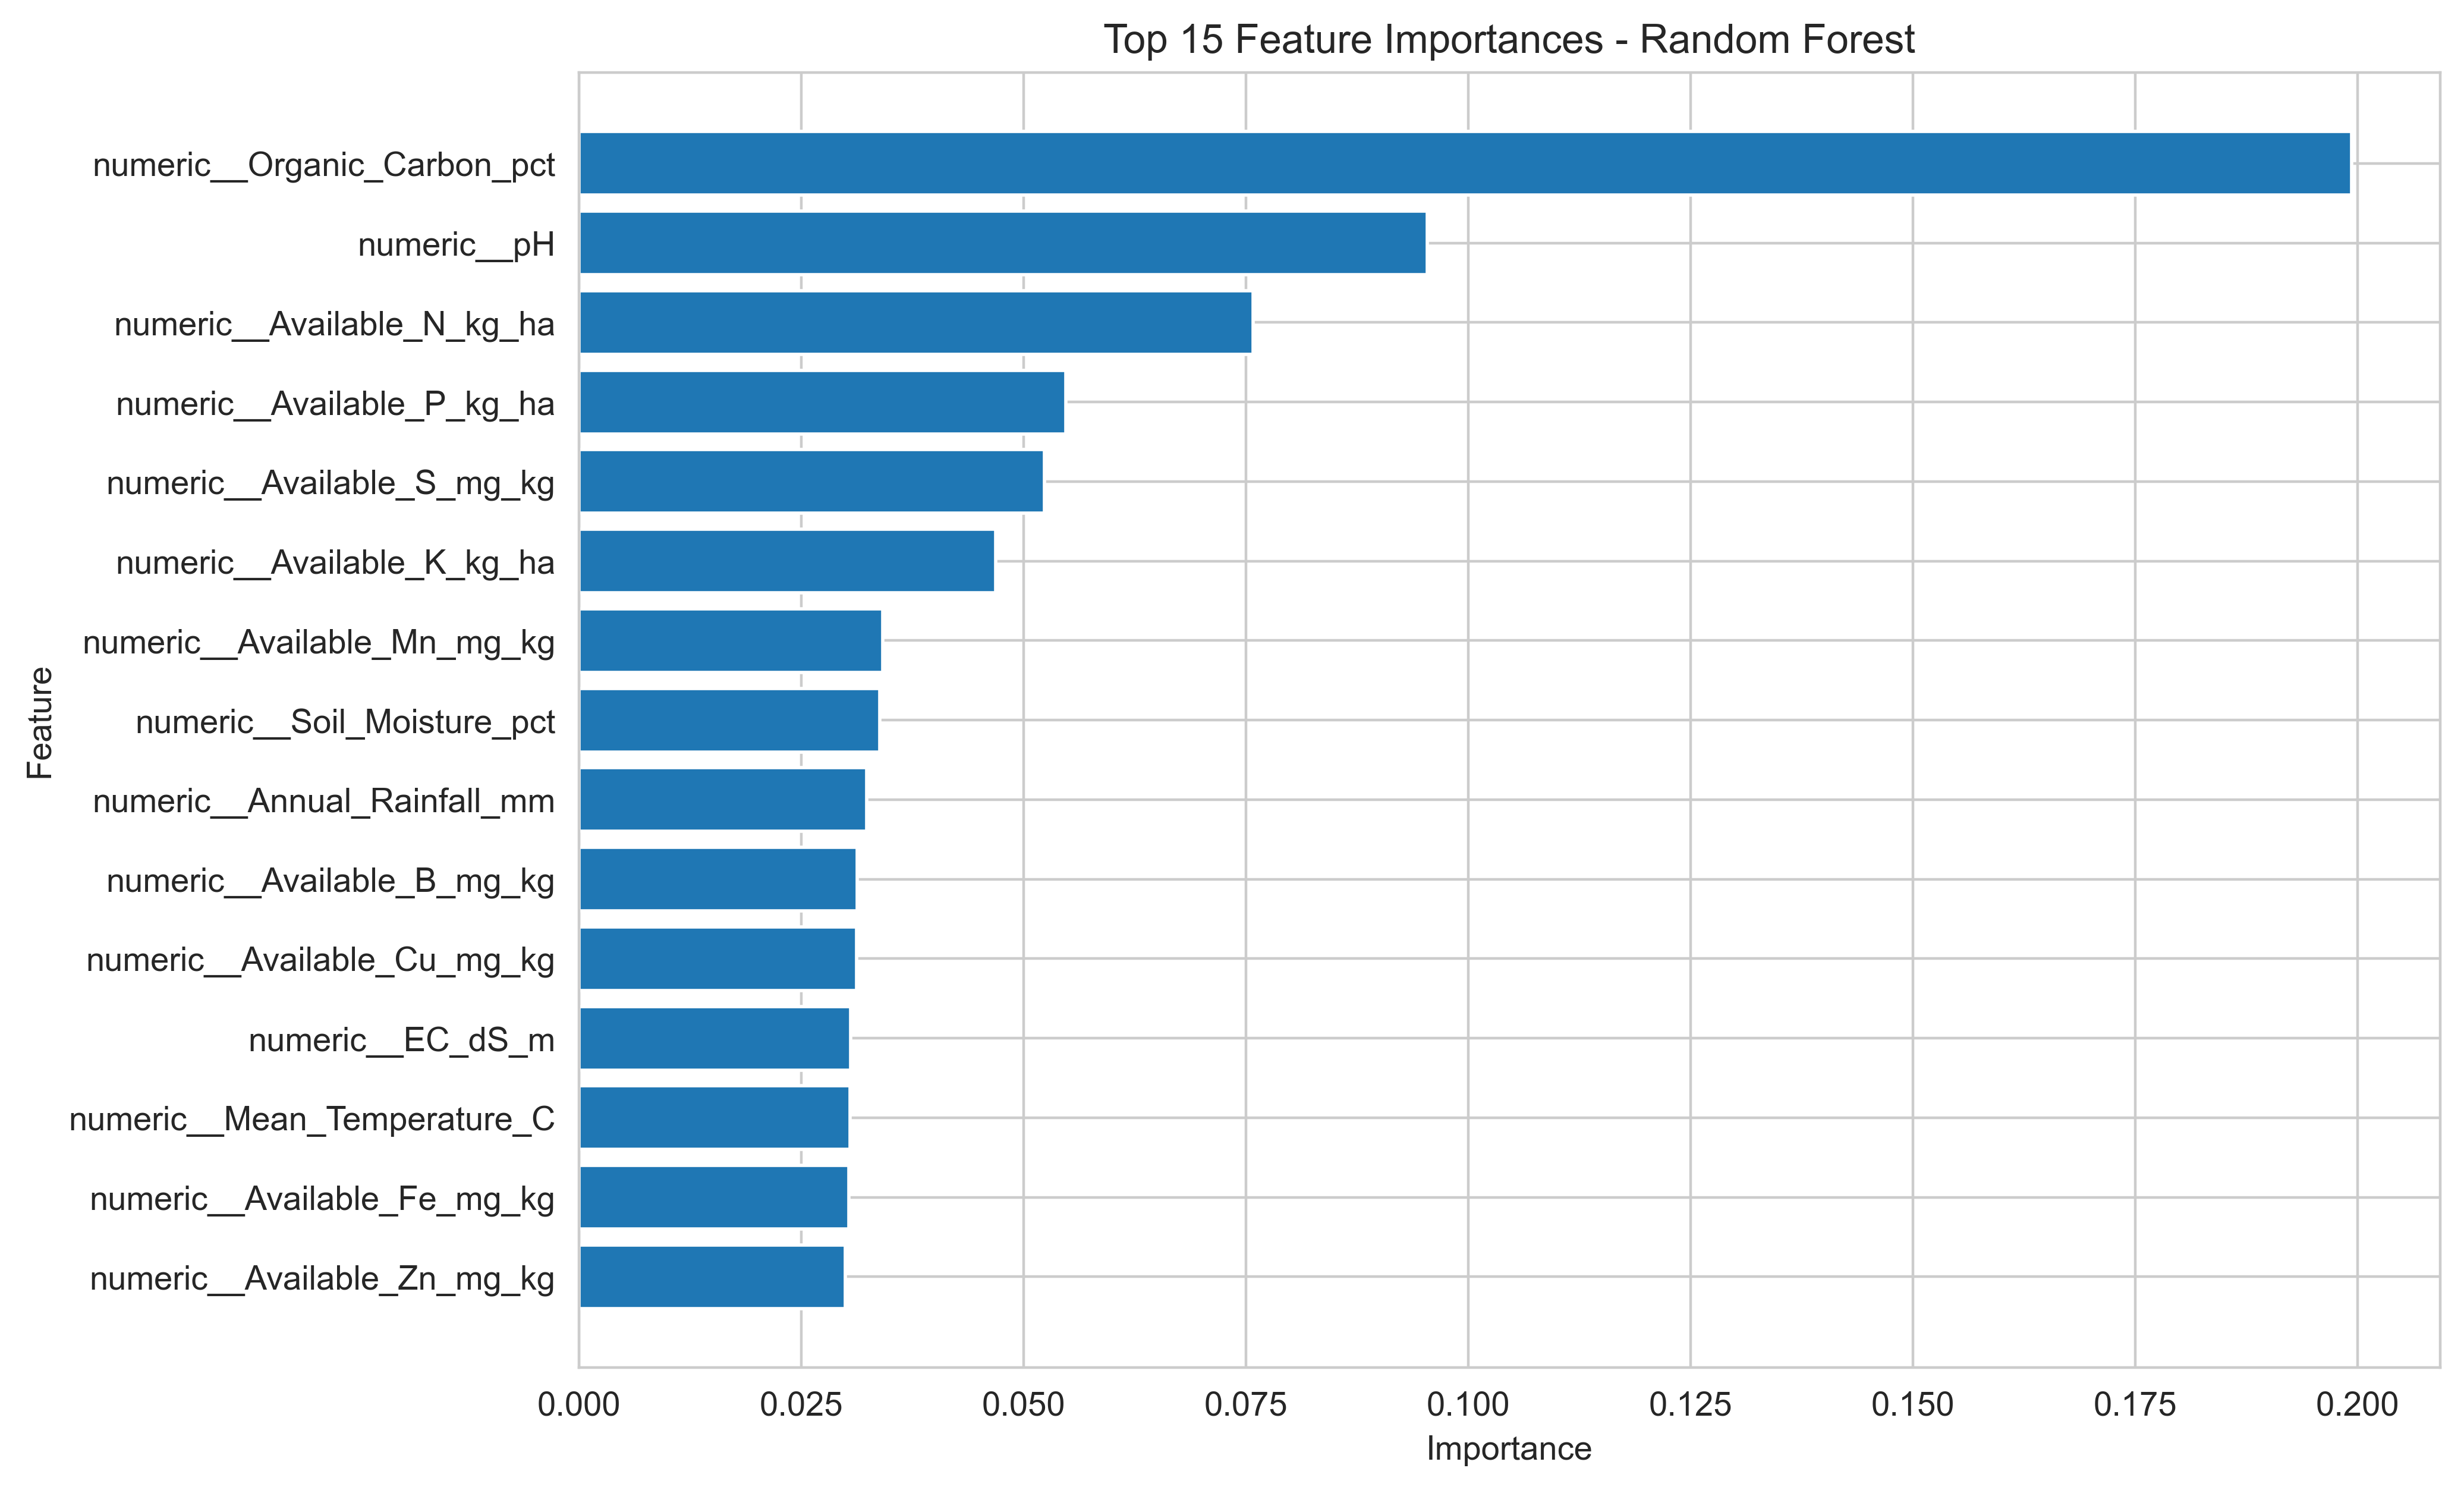 Top 15 Feature Importances - Random Forest
numeric__Organic_Carbon_pct
numeric__pH
numeric__Available_N_kg_ha
numeric__Available_P_kg_ha
numeric__Available_S_mg_kg
numeric__Available_K_kg_ha
numeric__Available_Mn_mg_kg
numeric__Soil_Moisture_pct
numeric__Annual_Rainfall_mm
numeric__Available_B_mg_kg
numeric__Available_Cu_mg_kg
numeric__EC_dS_m
numeric__Mean_Temperature_C
numeric__Available_Fe_mg_kg
numeric__Available_Zn_mg_kg
Feature
0.000 0.025 0.050 0.075 0.100 0.125 0.150 0.175 0.200
Importance